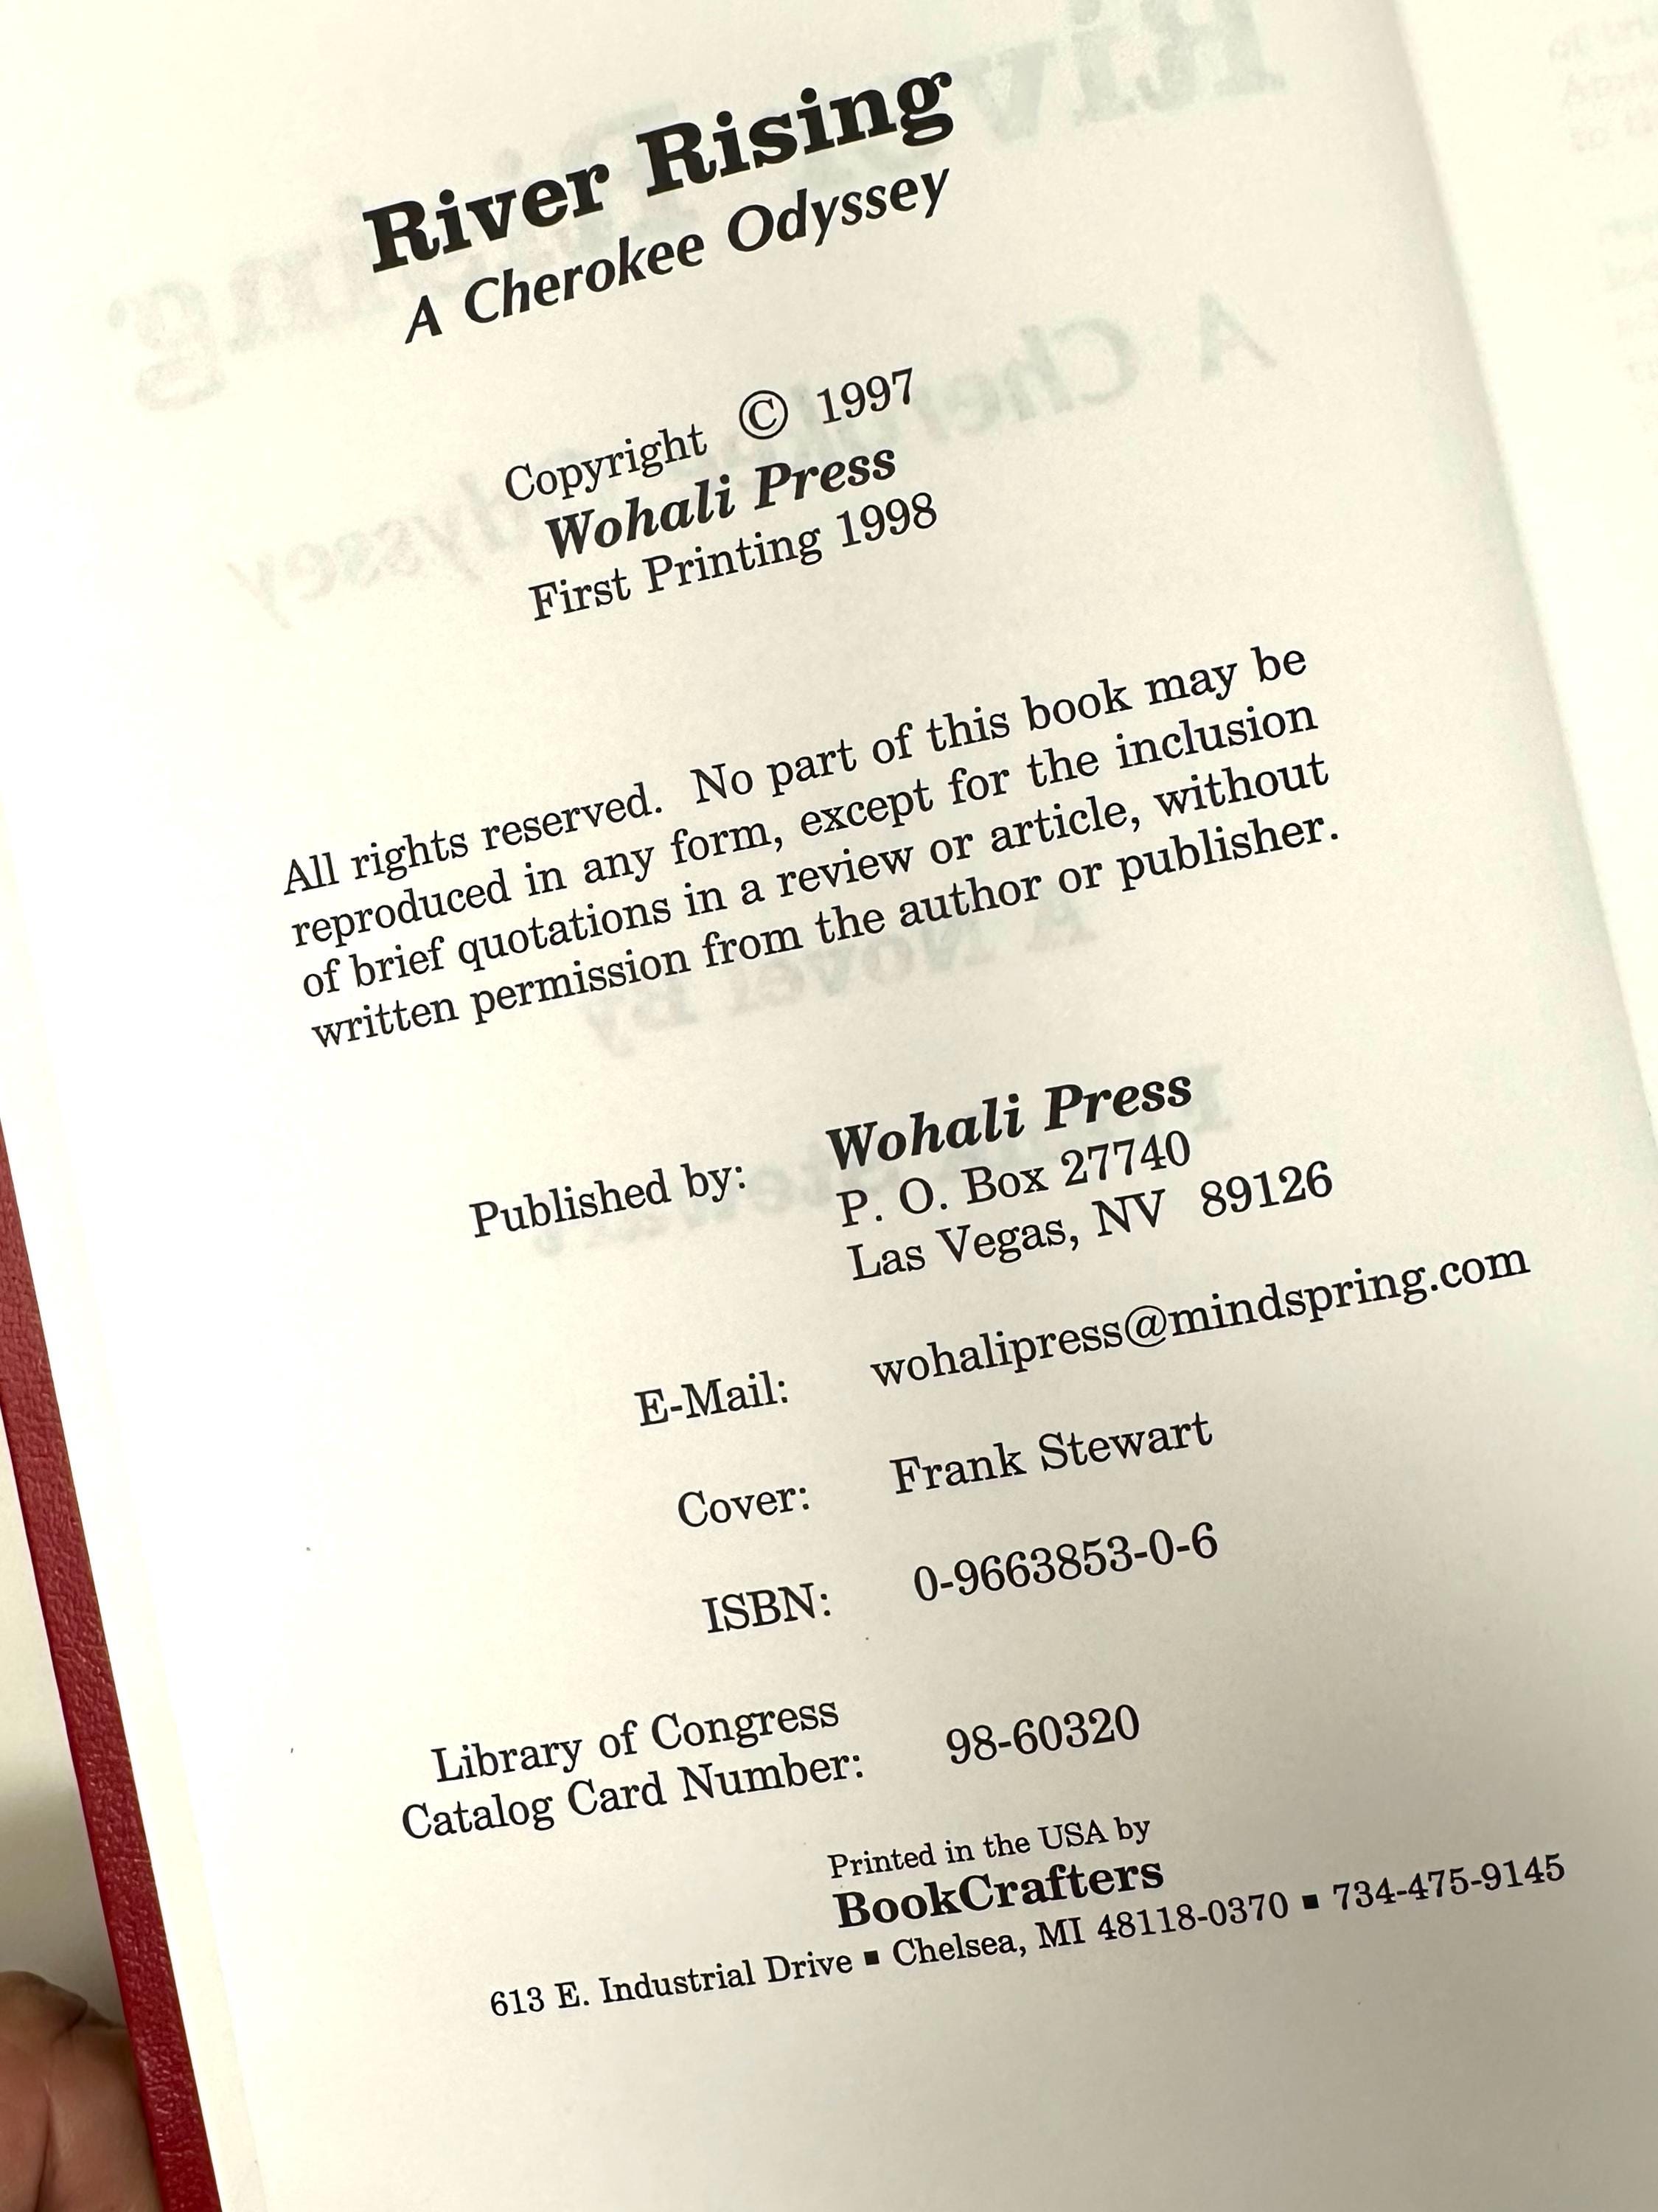 River Rising
A Cherokee Odyssey
Copyright © 1997
Wohali Press
First Printing 1998
All rights reserved. No part of this book may be
reproduced in any form, except for the inclusion
of brief quotations in a review or article, without
written permission from the author or publisher.
Published by: Wohali Press
P. O. Box 27740
Las Vegas, NV 89126
E-Mail: wohalipress@mindspring.com
Cover: Frank Stewart
ISBN: 0-9663853-0-6
Library of Congress
Catalog Card Number: 98-60320
Printed in the USA by
BookCrafters
613 E. Industrial Drive ▪ Chelsea, MI 48118-0370 ▪ 734-475-9145